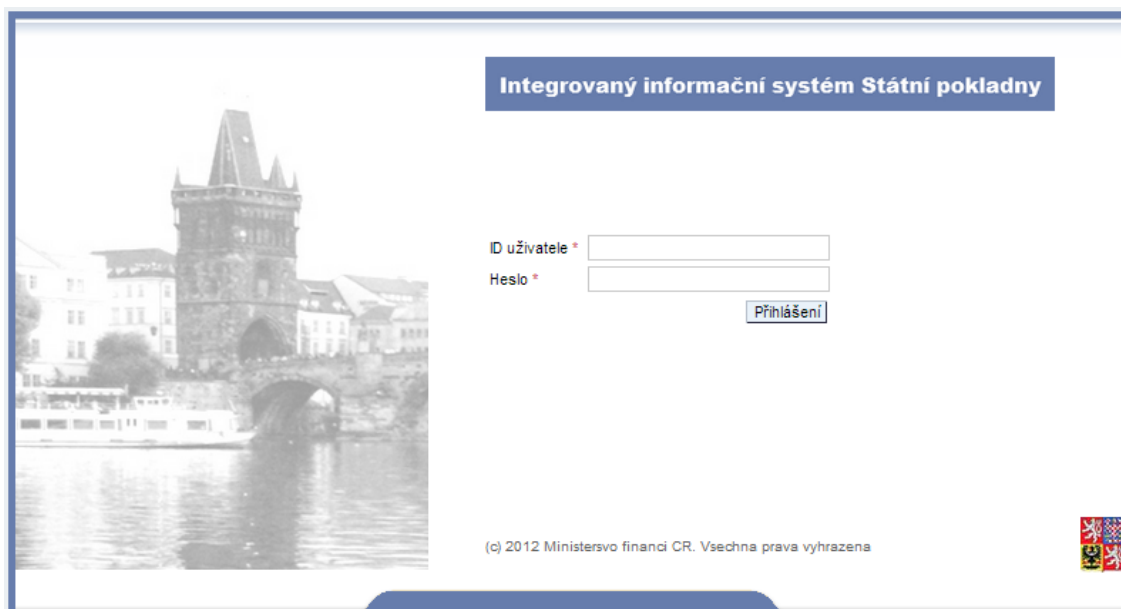 Integrovaný informační systém Státní pokladny
ID uživatele *
Heslo *
Přihlášení
(c) 2012 Ministersvo financi CR. Vsechna prava vyhrazena